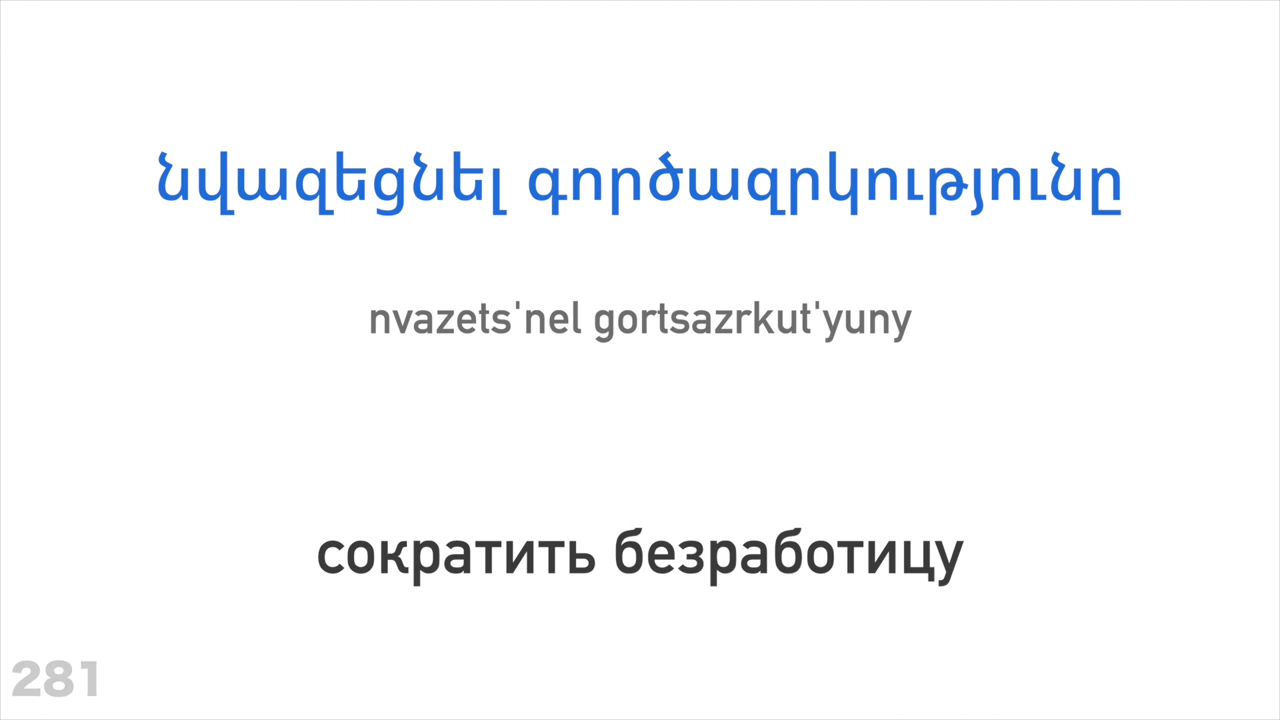 նվազեցնել գործազրկությունը
nvazets'nel gortsazrkut'yuny
сократить безработицу
281